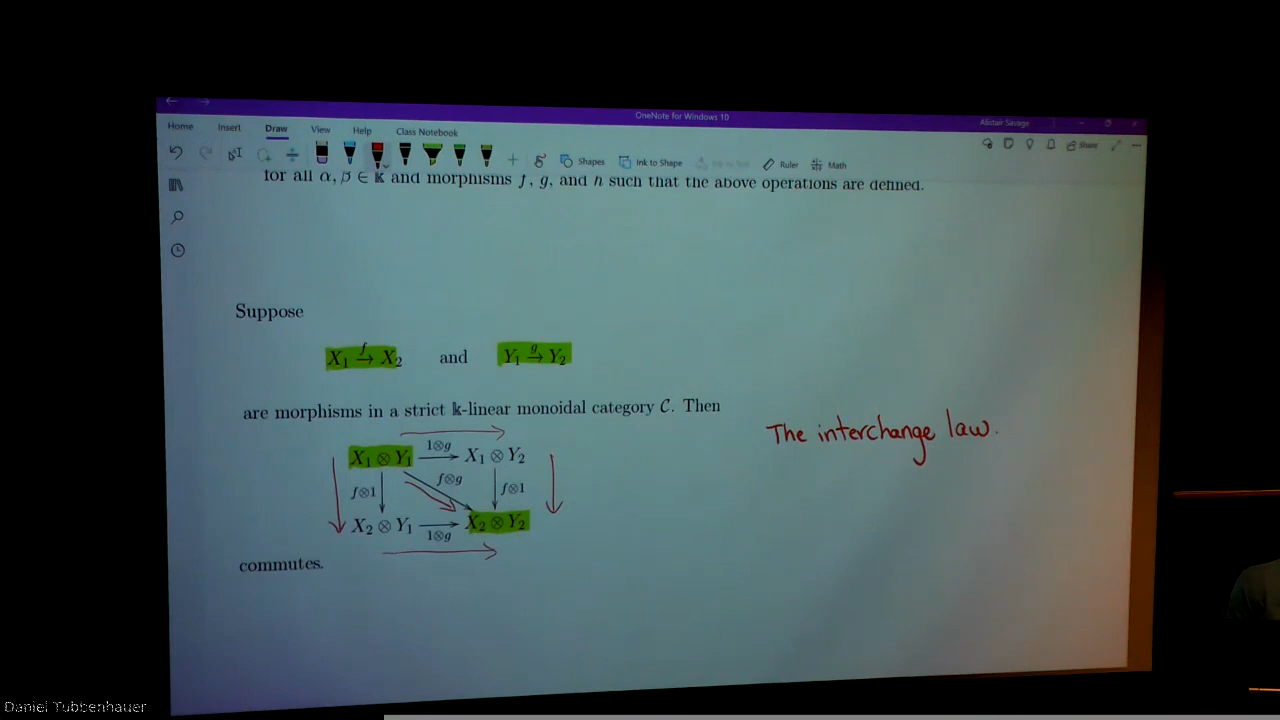 OneNote for Windows 10
Alistair Savage
Home Insert Draw View Help Class Notebook
Shapes Ink to Shape Ruler Math Share
for all α, β ∈ 𝕜 and morphisms f, g, and h such that the above operations are defined.
Suppose
X₁ →f X₂ and Y₁ →g Y₂
are morphisms in a strict 𝕜-linear monoidal category 𝒞. Then
The interchange law.
X₁ ⊗ Y₁ 1⊗g X₁ ⊗ Y₂
f⊗1 f⊗g f⊗1
X₂ ⊗ Y₁ 1⊗g X₂ ⊗ Y₂
commutes.
Daniel Tubbenhauer